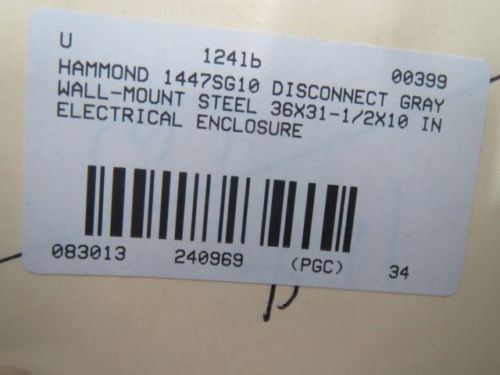 U 1241b 00399
HAMMOND 1447SG10 DISCONNECT GRAY
WALL-MOUNT STEEL 36X31-1/2X10 IN
ELECTRICAL ENCLOSURE
083013 240969 (PGC) 34